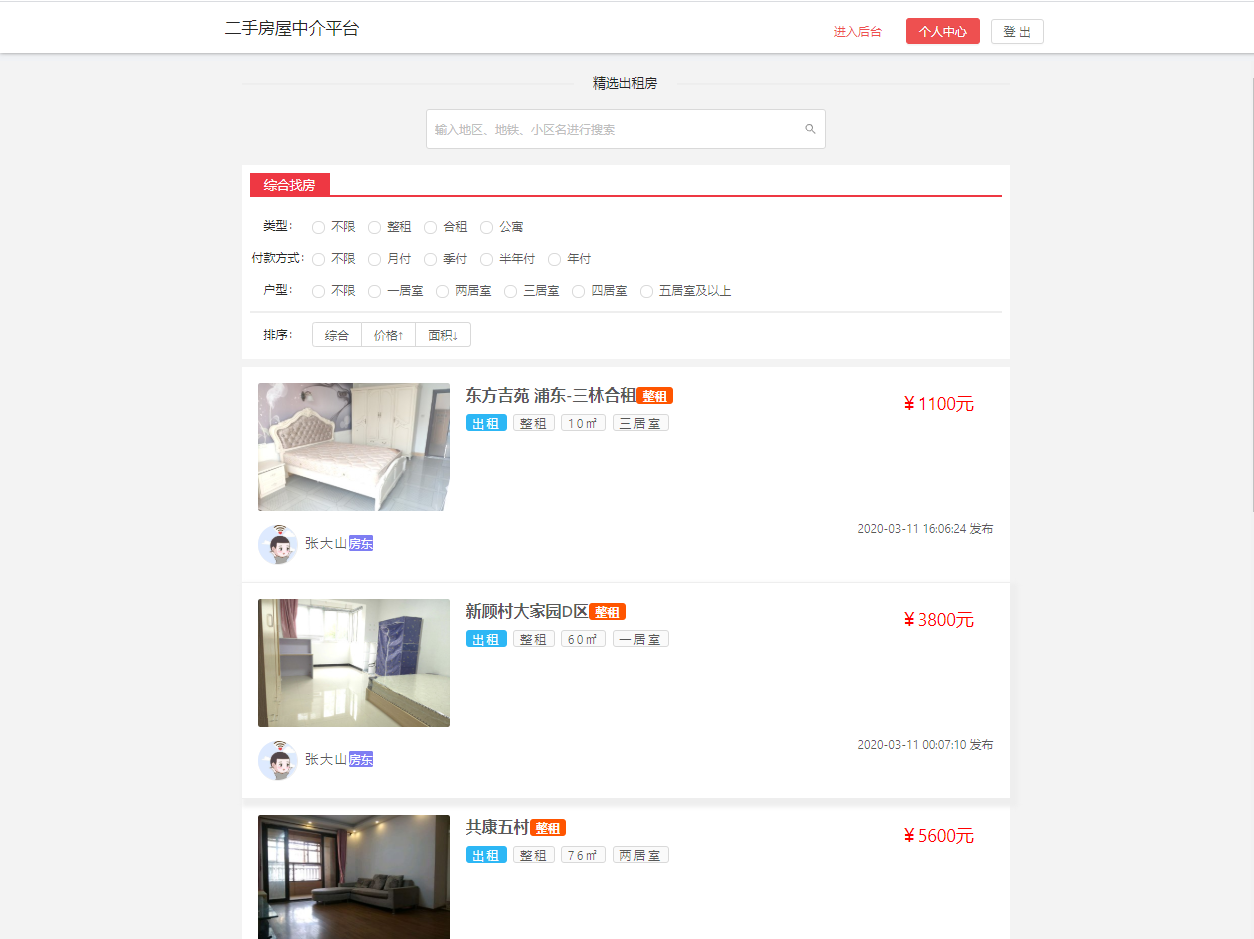 二手房屋中介平台 进入后台 个人中心 登 出
精选出租房
输入地区、地铁、小区名进行搜索
综合找房
类型： 不限 整租 合租 公寓
付款方式： 不限 月付 季付 半年付 年付
户型： 不限 一居室 两居室 三居室 四居室 五居室及以上
排序： 综合 价格↑ 面积↓
东方吉苑 浦东-三林合租 整租 ￥1100元
出租 整租 10㎡ 三居室
2020-03-11 16:06:24 发布
张大山 房东
新顾村大家园D区 整租 ￥3800元
出租 整租 60㎡ 一居室
2020-03-11 00:07:10 发布
张大山 房东
共康五村 整租 ￥5600元
出租 整租 76㎡ 两居室